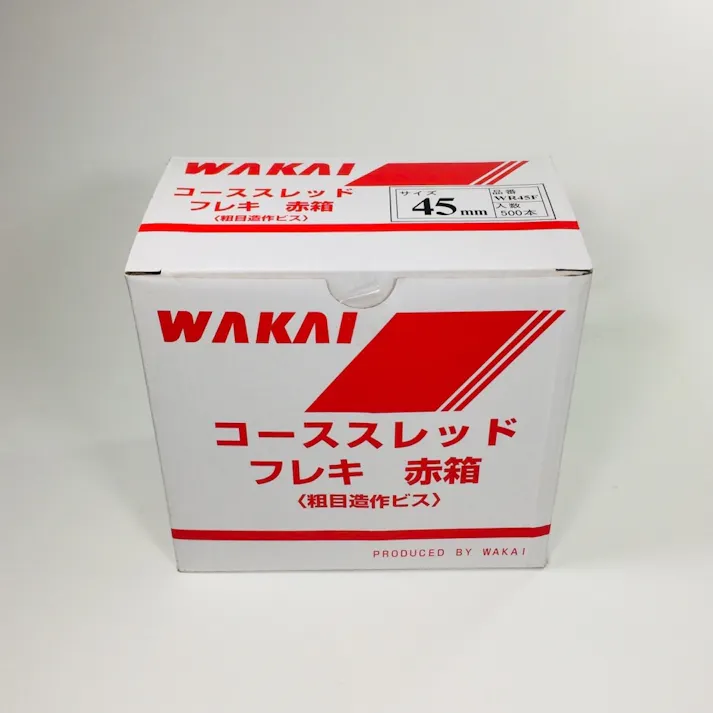 WAKAI
コーススレッド
フレキ 赤箱
〈粗目造作ビス〉
サイズ
45mm
品番
WR45F
入数
500本
WAKAI
コーススレッド
フレキ 赤箱
〈粗目造作ビス〉
PRODUCED BY WAKAI